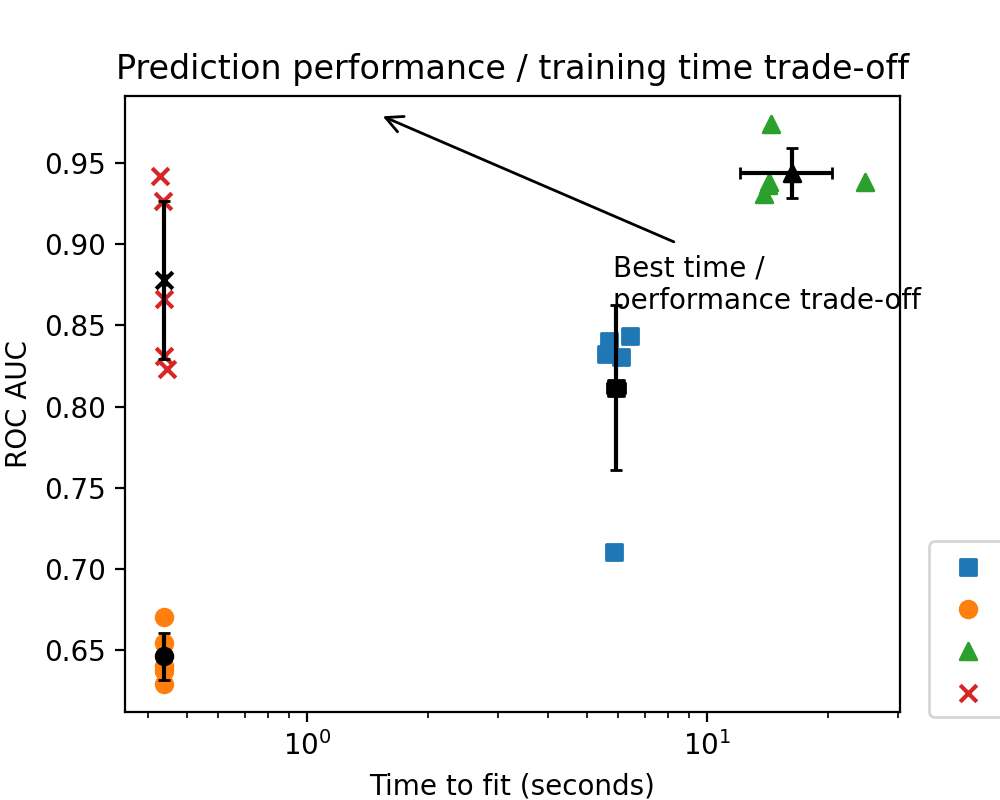 Prediction performance / training time trade-off
0.95
0.90
0.85
0.80
0.75
0.70
0.65
ROC AUC
Best time /
performance trade-off
10⁰
10¹
Time to fit (seconds)